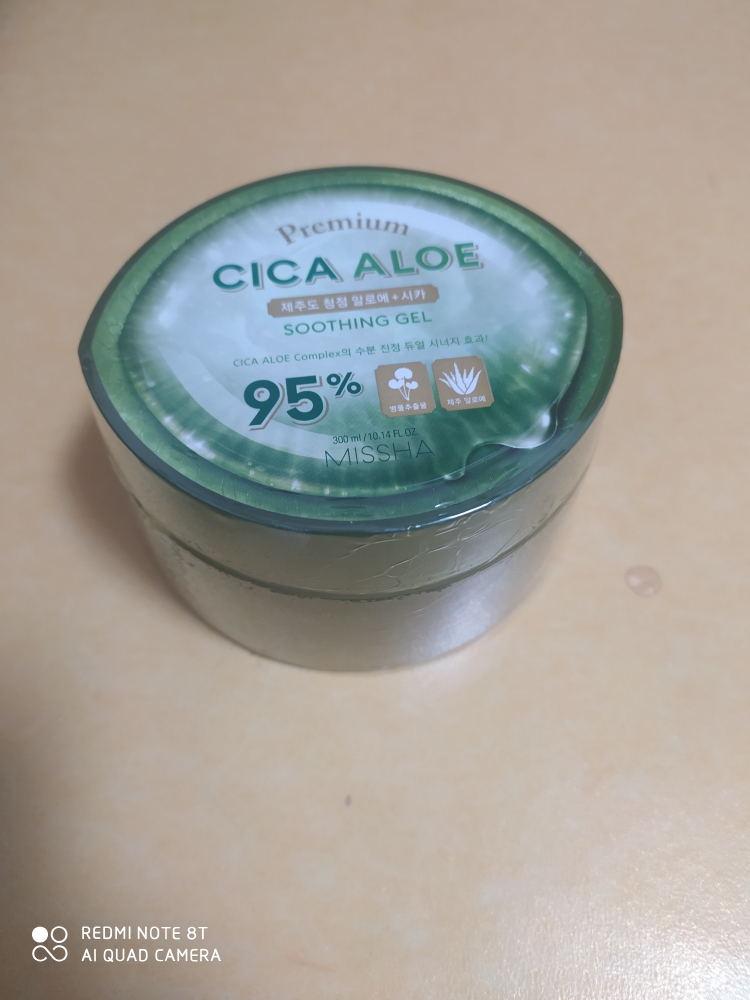 Premium
CICA ALOE
제주도 청정 알로에+시카
SOOTHING GEL
CICA ALOE Complex의 수분 진정 듀얼 시너지 효과!
95%
병풀추출물
제주 알로에
300 ml / 10.14 FL.OZ.
MISSHA
REDMI NOTE 8T
AI QUAD CAMERA